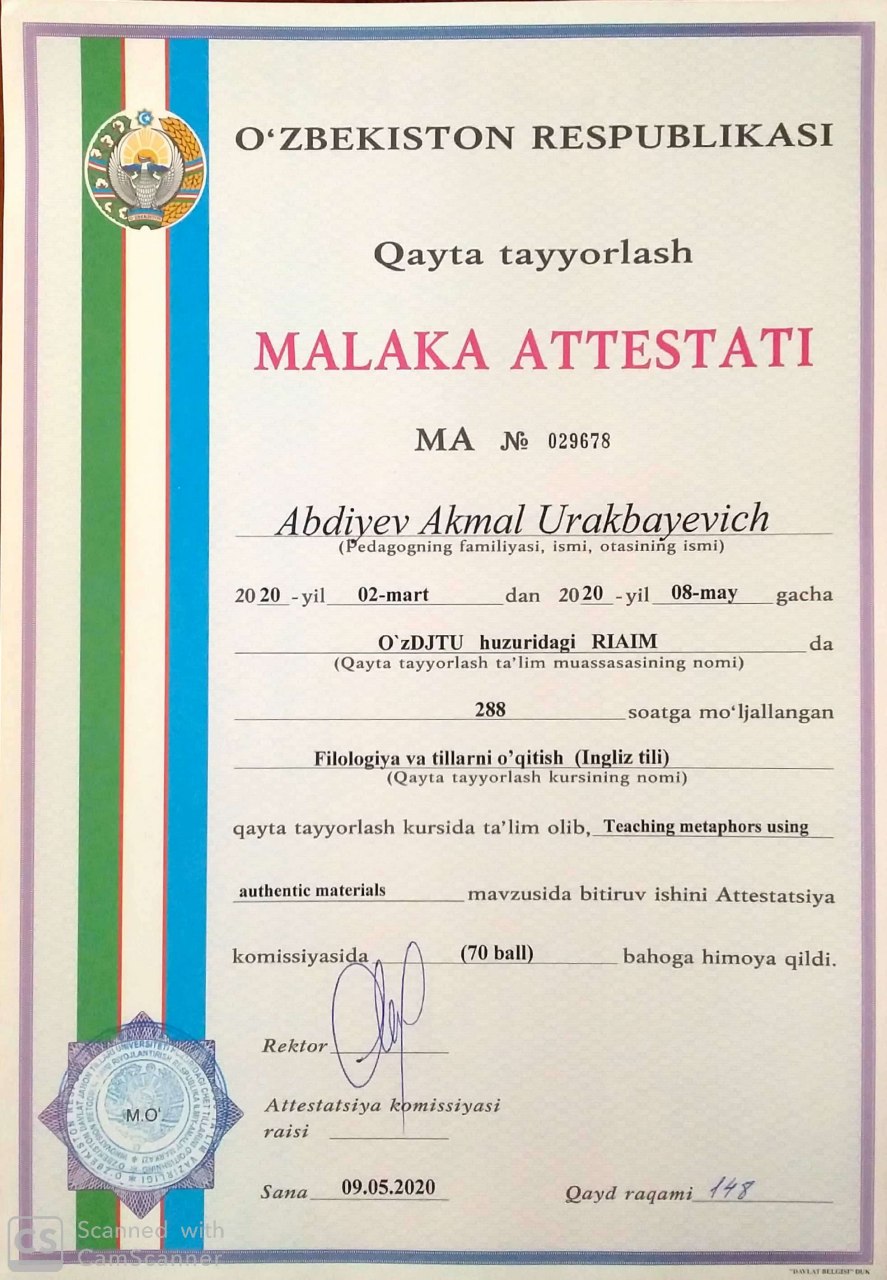 O‘ZBEKISTON RESPUBLIKASI
Qayta tayyorlash
MALAKA ATTESTATI
MA № 029678
Abdiyev Akmal Urakbayevich
(Pedagogning familiyasi, ismi, otasining ismi)
2020 -yil 02-mart dan 2020 -yil 08-may gacha
O`zDJTU huzuridagi RIAIM da
(Qayta tayyorlash ta’lim muassasasining nomi)
288 soatga mo‘ljallangan
Filologiya va tillarni o’qitish (Ingliz tili)
(Qayta tayyorlash kursining nomi)
qayta tayyorlash kursida ta’lim olib, Teaching metaphors using
authentic materials mavzusida bitiruv ishini Attestatsiya
komissiyasida (70 ball) bahoga himoya qildi.
Rektor
Attestatsiya komissiyasi
raisi
M.O‘
Sana 09.05.2020 Qayd raqami 148
CS Scanned with
CamScanner
"DAVLAT BELGISI" DUK